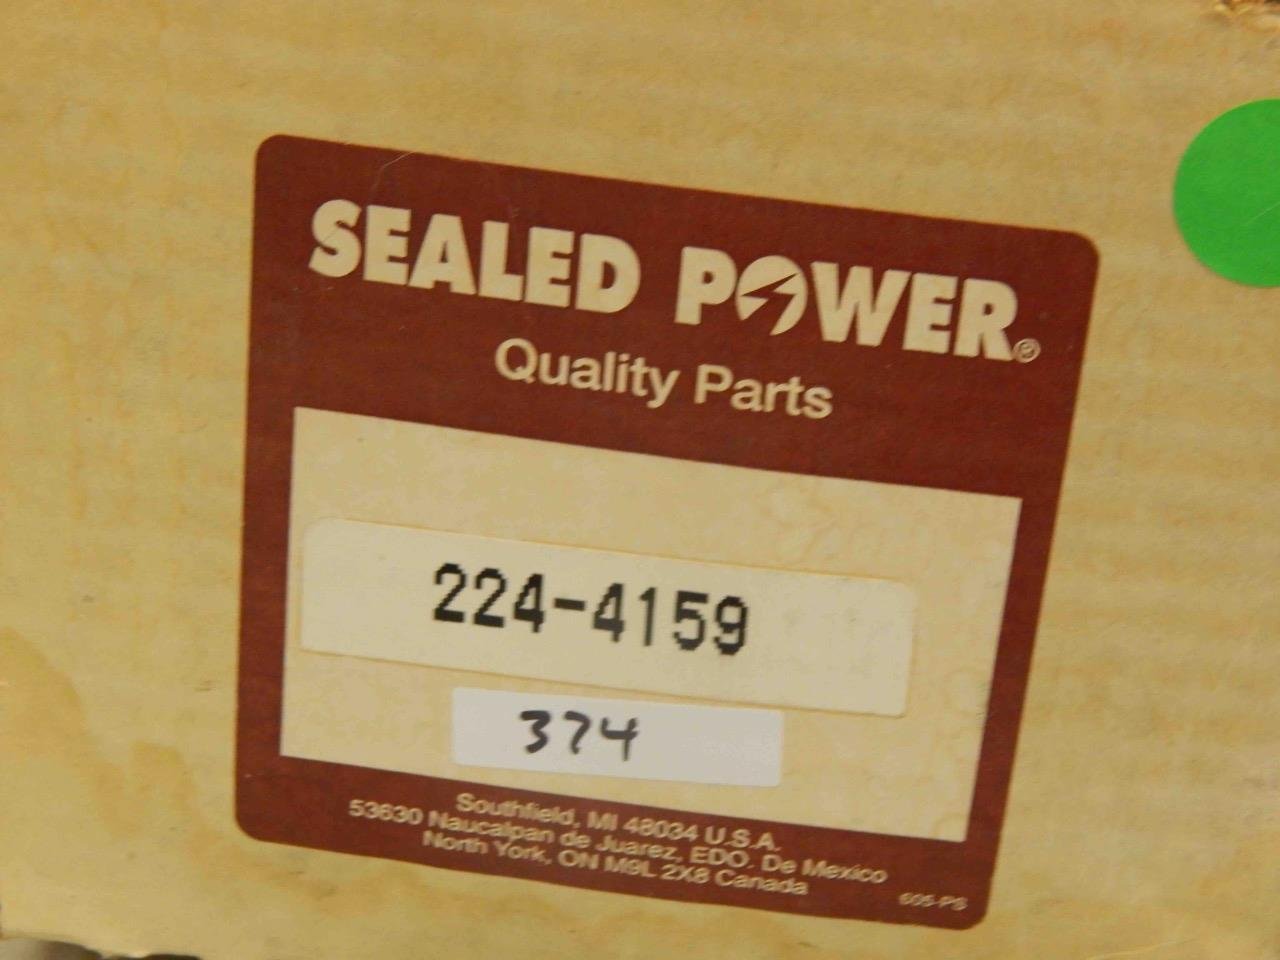 SEALED POWER®
Quality Parts
224-4159
374
Southfield, MI 48034 U.S.A.
53630 Naucalpan de Juarez, EDO. De Mexico
North York, ON M9L 2X8 Canada
605-PS